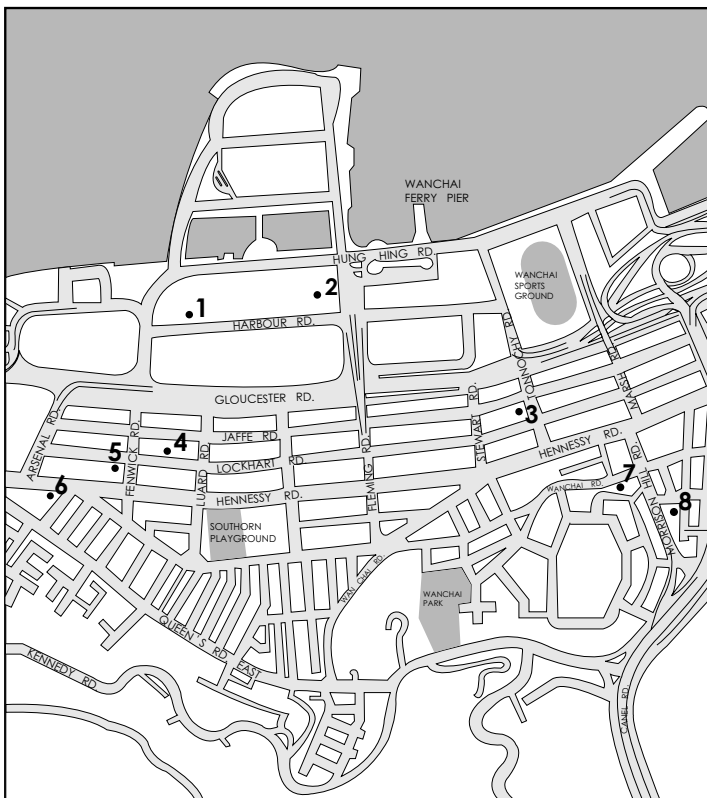 WANCHAI
FERRY PIER
HUNG HING RD.
WANCHAI
SPORTS
GROUND
2
1
HARBOUR RD.
TONNOCHY RD.
MARSH RD.
GLOUCESTER RD.
STEWART RD.
3
ARSENAL RD.
JAFFE RD.
4
LUARD RD.
FENWICK RD.
5
LOCKHART RD.
FLEMING RD.
HENNESSY RD.
MORRISON HILL RD.
7
WANCHAI RD.
6
HENNESSY RD.
8
SOUTHORN
PLAYGROUND
WAN CHAI RD.
WANCHAI
PARK
QUEEN'S RD. EAST
KENNEDY RD.
CANEL RD.